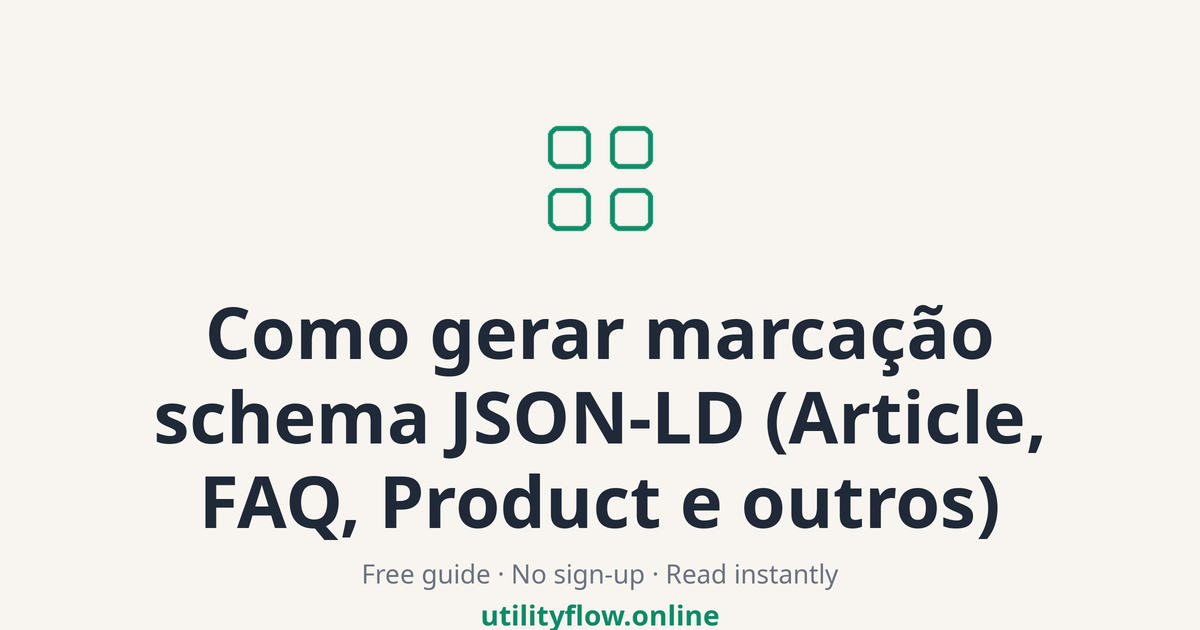 Como gerar marcação
schema JSON-LD (Article,
FAQ, Product e outros)
Free guide · No sign-up · Read instantly
utilityflow.online